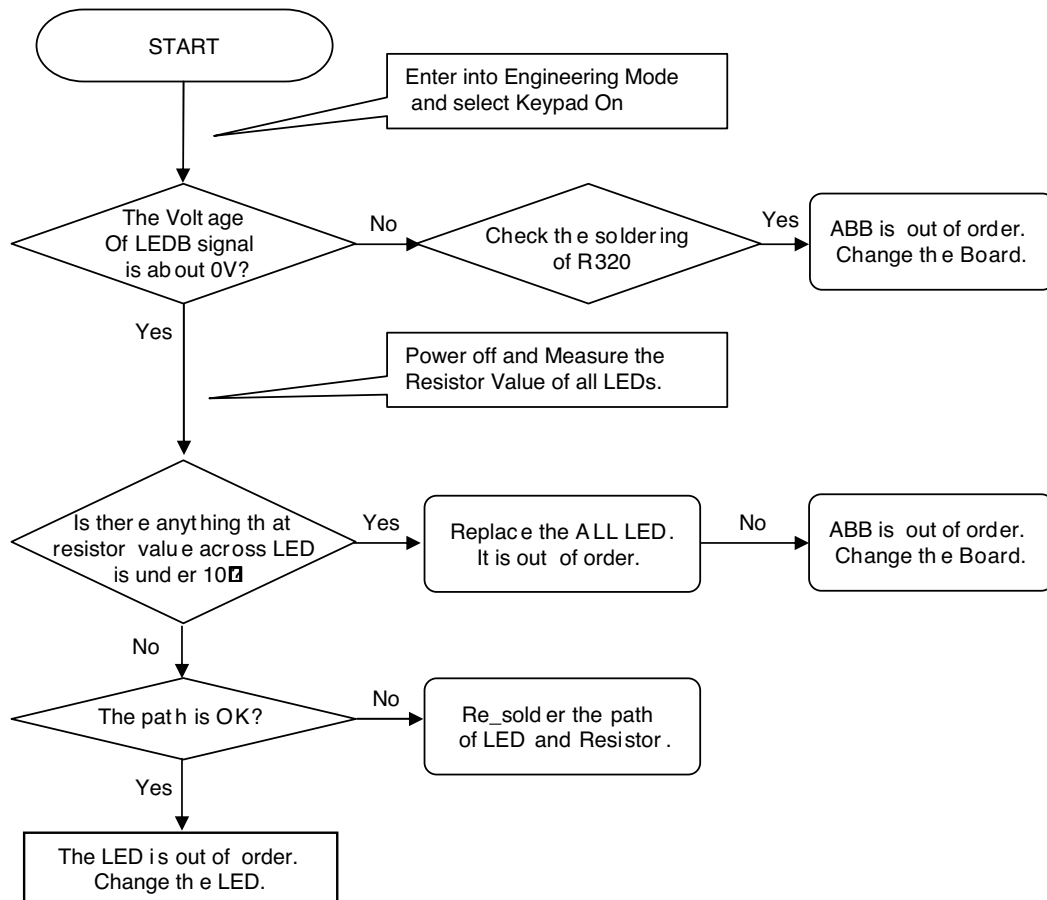 START
Enter into Engineering Mode
and select Keypad On
The Voltage
Of LEDB signal
is about 0V?
No
Check the soldering
of R320
Yes
ABB is out of order.
Change the Board.
Yes
Power off and Measure the
Resistor Value of all LEDs.
Is there anything that
resistor value across LED
is under 10
Yes
Replace the ALL LED.
It is out of order.
No
ABB is out of order.
Change the Board.
No
The path is OK?
No
Re_solder the path
of LED and Resistor.
Yes
The LED is out of order.
Change the LED.